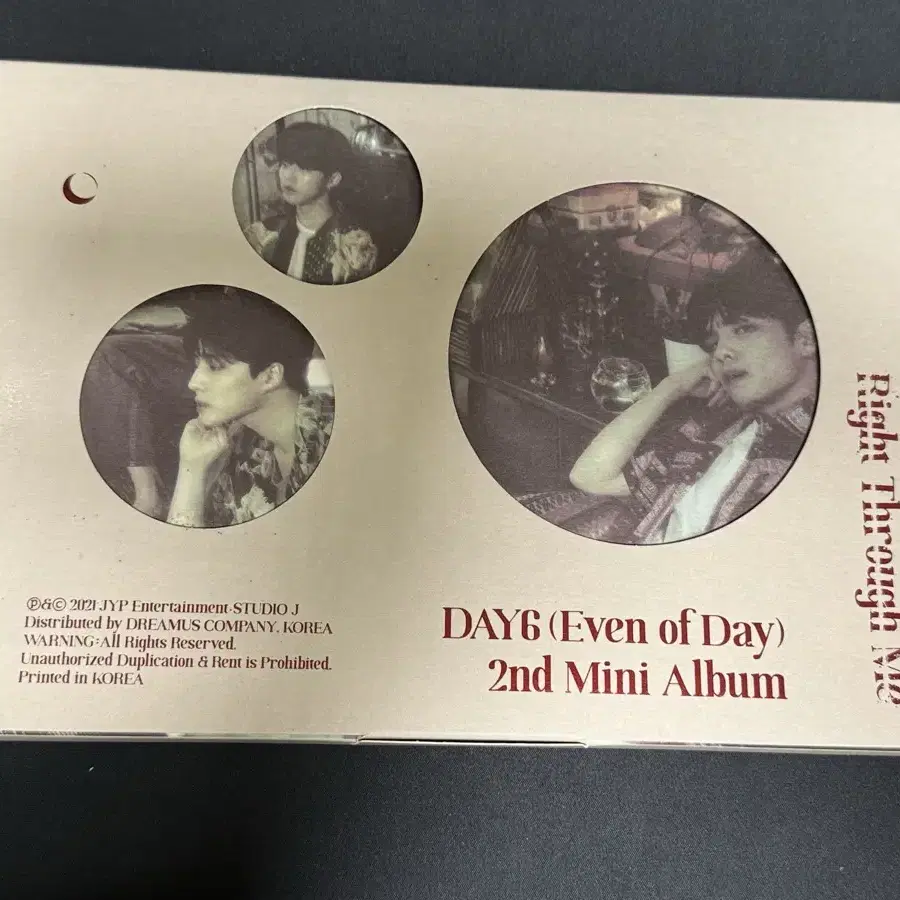 ℗&© 2021 JYP Entertainment·STUDIO J
Distributed by DREAMUS COMPANY, KOREA
WARNING: All Rights Reserved.
Unauthorized Duplication & Rent is Prohibited.
Printed in KOREA
DAY6 (Even of Day)
2nd Mini Album
Right Through Me